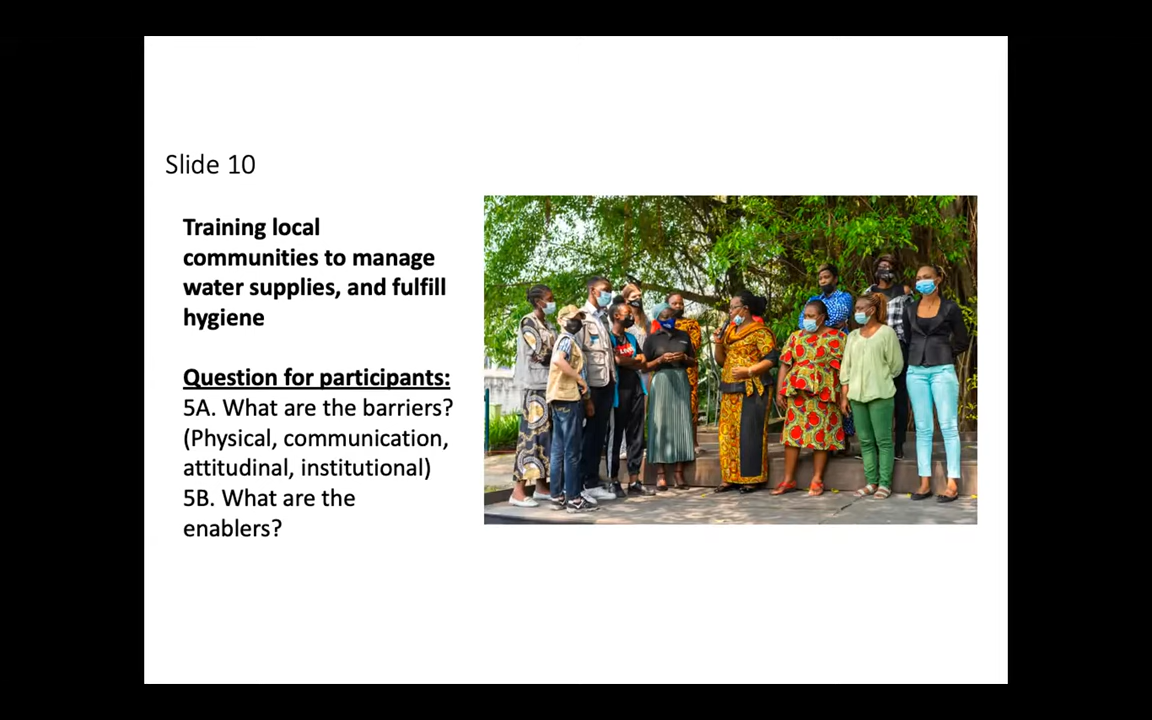 Slide 10
Training local
communities to manage
water supplies, and fulfill
hygiene
Question for participants:
5A. What are the barriers?
(Physical, communication,
attitudinal, institutional)
5B. What are the
enablers?